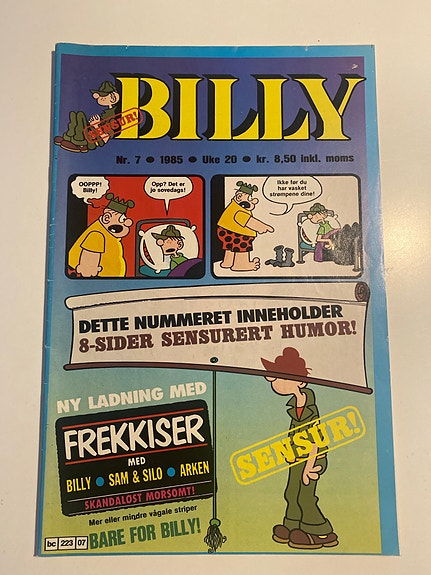 SENSUR!
BILLY
Nr. 7 ● 1985 ● Uke 20 ● kr. 8,50 inkl. moms
OOPPP!
Billy!
Opp? Det er
jo søvedags!
Ikke før du
har vasket
strømpene dine!
DETTE NUMMERET INNEHOLDER
8-SIDER SENSURERT HUMOR!
NY LADNING MED
FREKKISER
MED
BILLY ● SAM & SILO ● ARKEN
SKANDALØST MORSOMT!
Mer eller mindre vågale striper
BARE FOR BILLY!
SENSUR!
bc 223 07